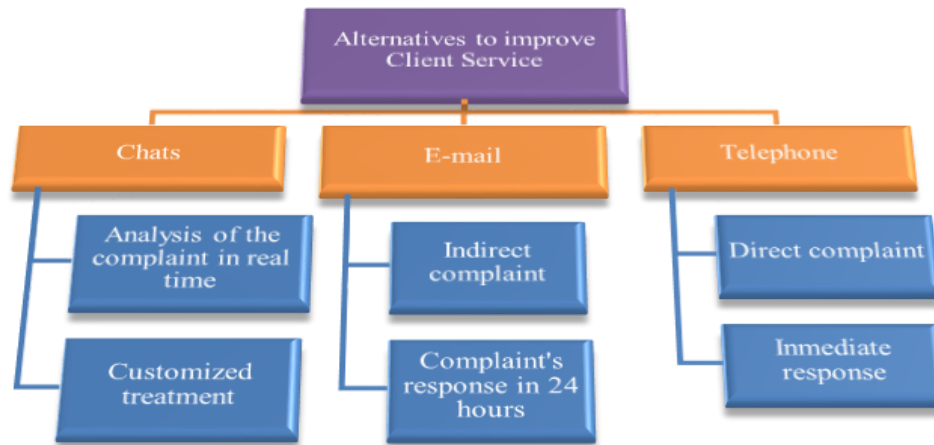 Alternatives to improve
Client Service
Chats
E-mail
Telephone
Analysis of the
complaint in real
time
Indirect
complaint
Direct complaint
Customized
treatment
Complaint's
response in 24
hours
Inmediate
response